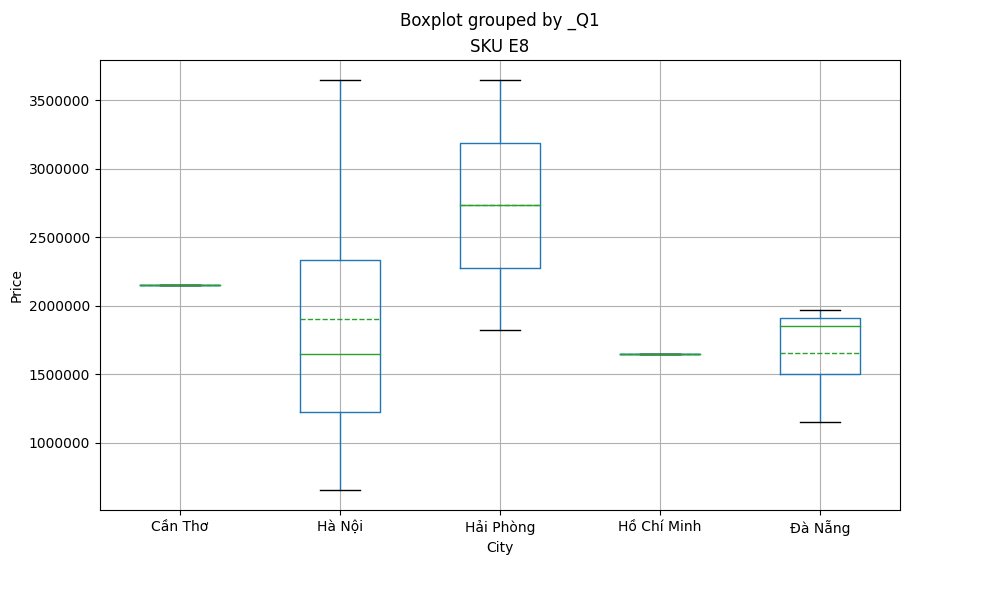 Boxplot grouped by _Q1
SKU E8
3500000
3000000
2500000
2000000
1500000
1000000
Price
Cần Thơ
Hà Nội
Hải Phòng
Hồ Chí Minh
Đà Nẵng
City